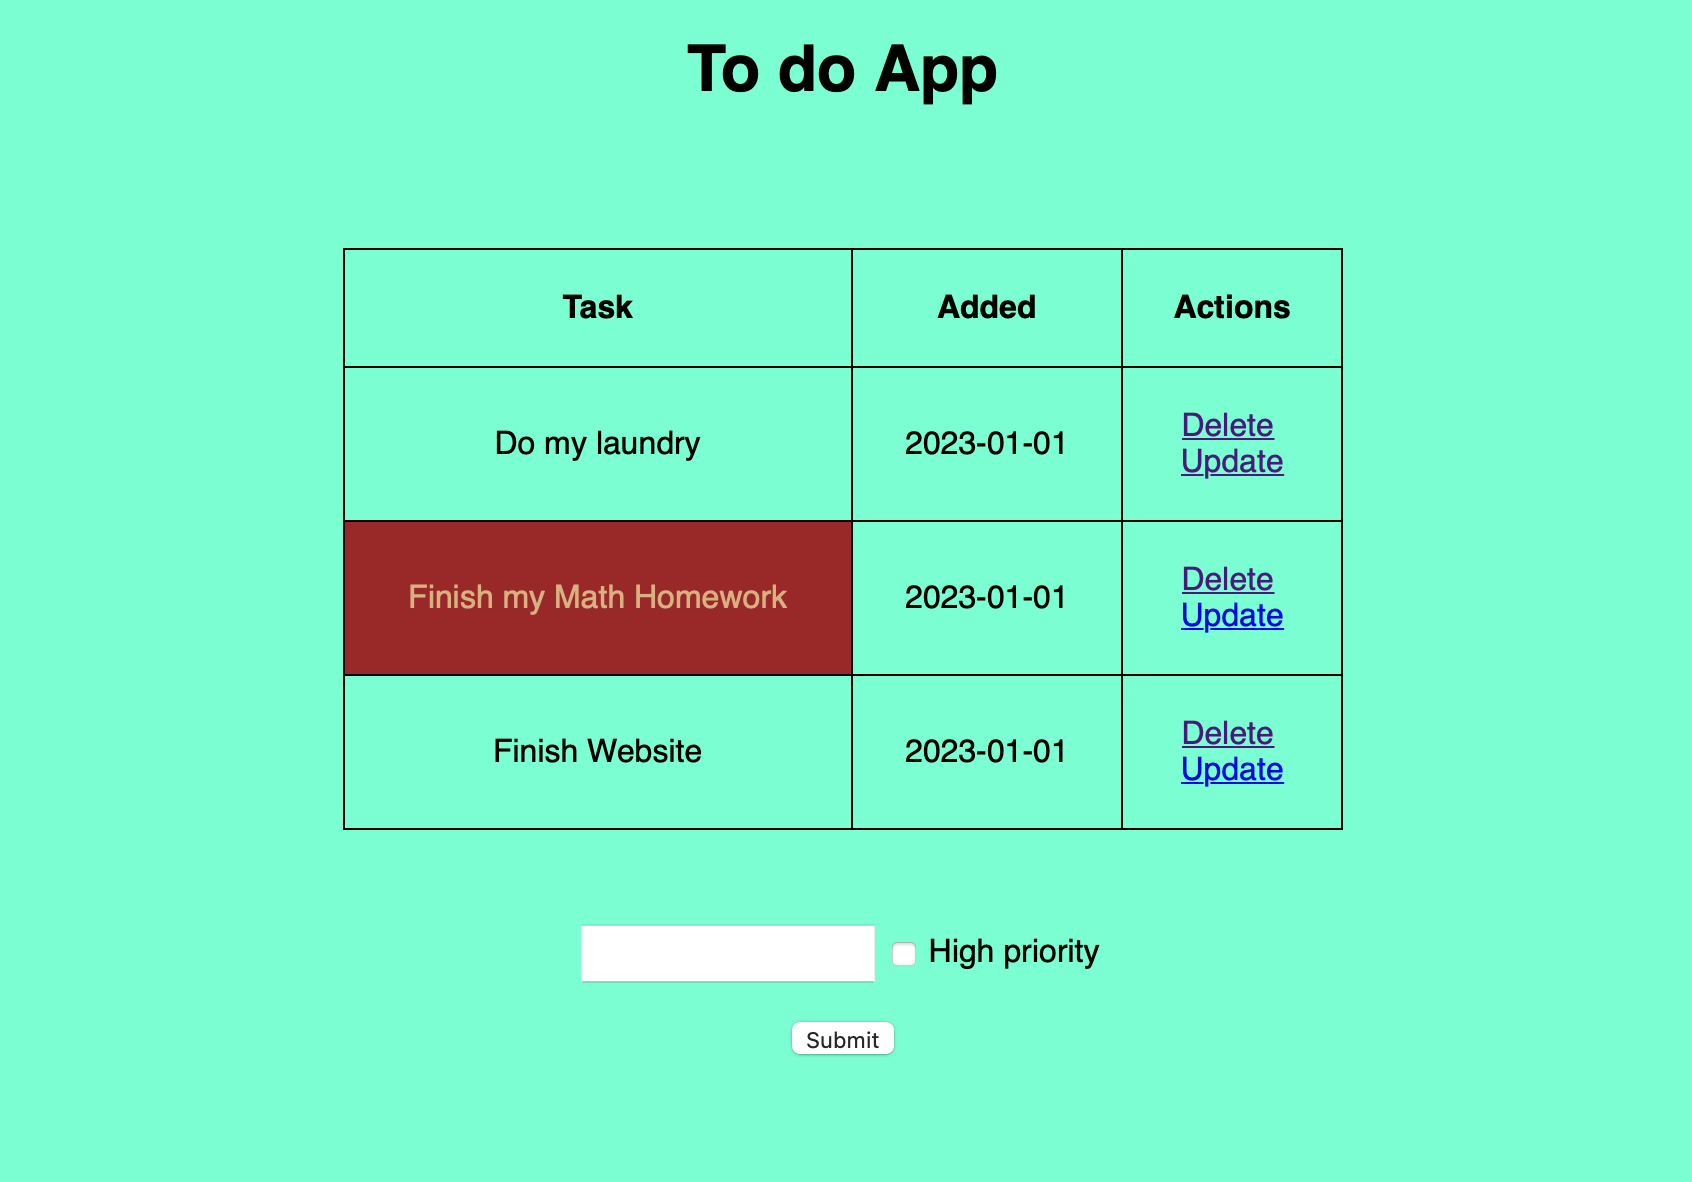 To do App
Task Added Actions
Do my laundry 2023-01-01 Delete
Update
Finish my Math Homework 2023-01-01 Delete
Update
Finish Website 2023-01-01 Delete
Update
High priority
Submit